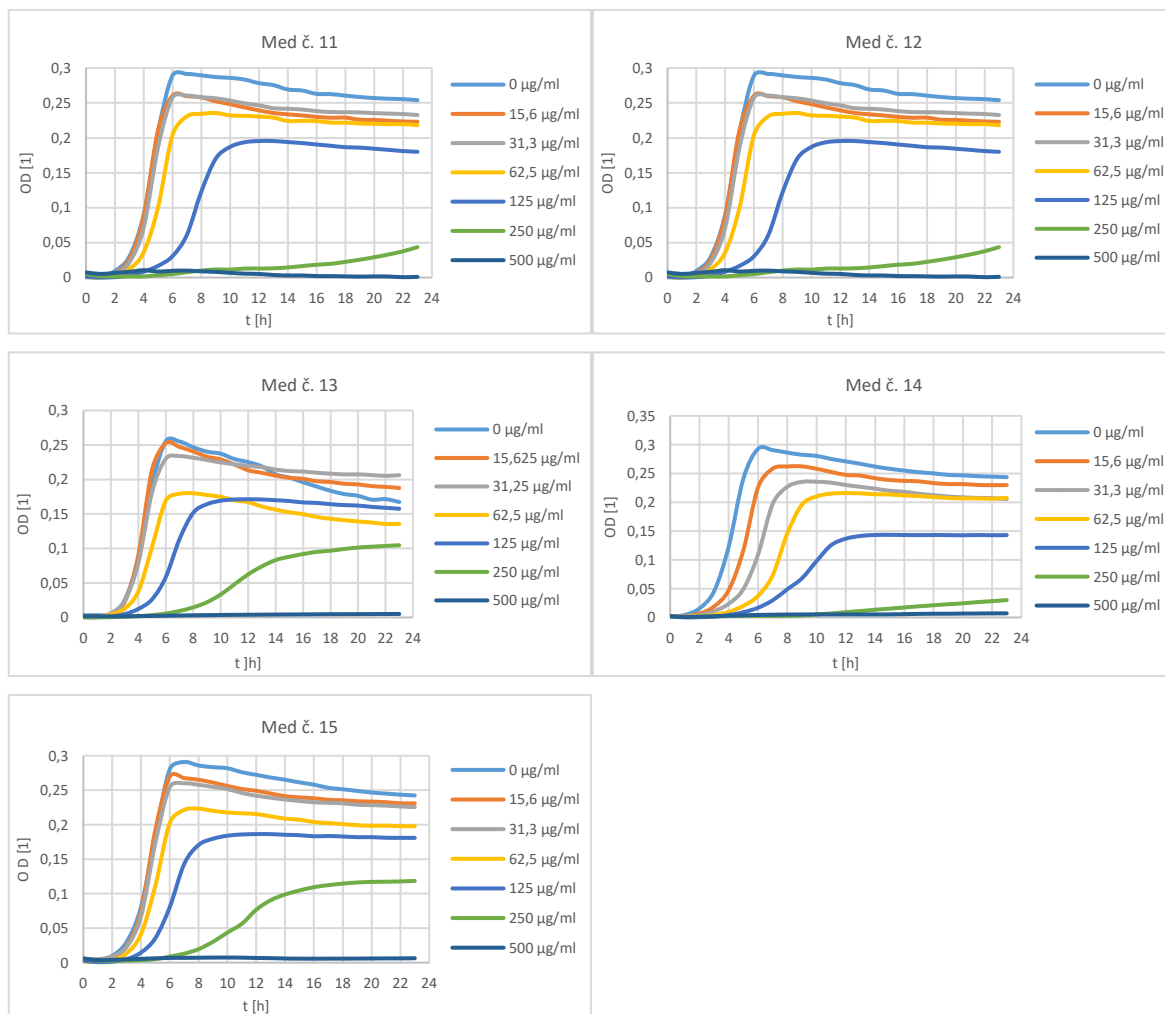 Med č. 11
OD [1]
0,3
0,25
0,2
0,15
0,1
0,05
0
0 2 4 6 8 10 12 14 16 18 20 22 24
t [h]
0 µg/ml
15,6 µg/ml
31,3 µg/ml
62,5 µg/ml
125 µg/ml
250 µg/ml
500 µg/ml
Med č. 12
OD [1]
0,3
0,25
0,2
0,15
0,1
0,05
0
0 2 4 6 8 10 12 14 16 18 20 22 24
t [h]
0 µg/ml
15,6 µg/ml
31,3 µg/ml
62,5 µg/ml
125 µg/ml
250 µg/ml
500 µg/ml
Med č. 13
OD [1]
0,3
0,25
0,2
0,15
0,1
0,05
0
0 2 4 6 8 10 12 14 16 18 20 22 24
t ]h]
0 µg/ml
15,625 µg/ml
31,25 µg/ml
62,5 µg/ml
125 µg/ml
250 µg/ml
500 µg/ml
Med č. 14
OD [1]
0,35
0,3
0,25
0,2
0,15
0,1
0,05
0
0 2 4 6 8 10 12 14 16 18 20 22 24
t [h]
0 µg/ml
15,6 µg/ml
31,3 µg/ml
62,5 µg/ml
125 µg/ml
250 µg/ml
500 µg/ml
Med č. 15
O D [1]
0,3
0,25
0,2
0,15
0,1
0,05
0
0 2 4 6 8 10 12 14 16 18 20 22 24
t [h]
0 µg/ml
15,6 µg/ml
31,3 µg/ml
62,5 µg/ml
125 µg/ml
250 µg/ml
500 µg/ml